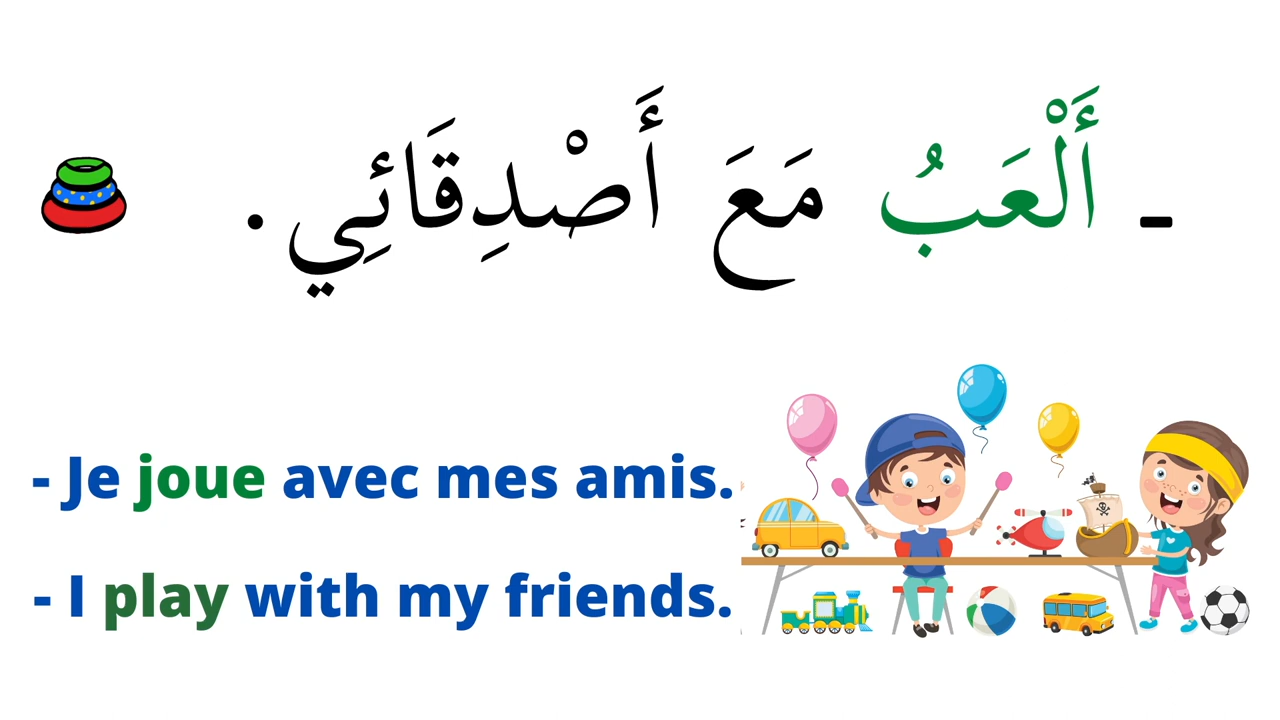 - أَلْعَبُ مَعَ أَصْدِقَائِي.
- Je joue avec mes amis.
- I play with my friends.